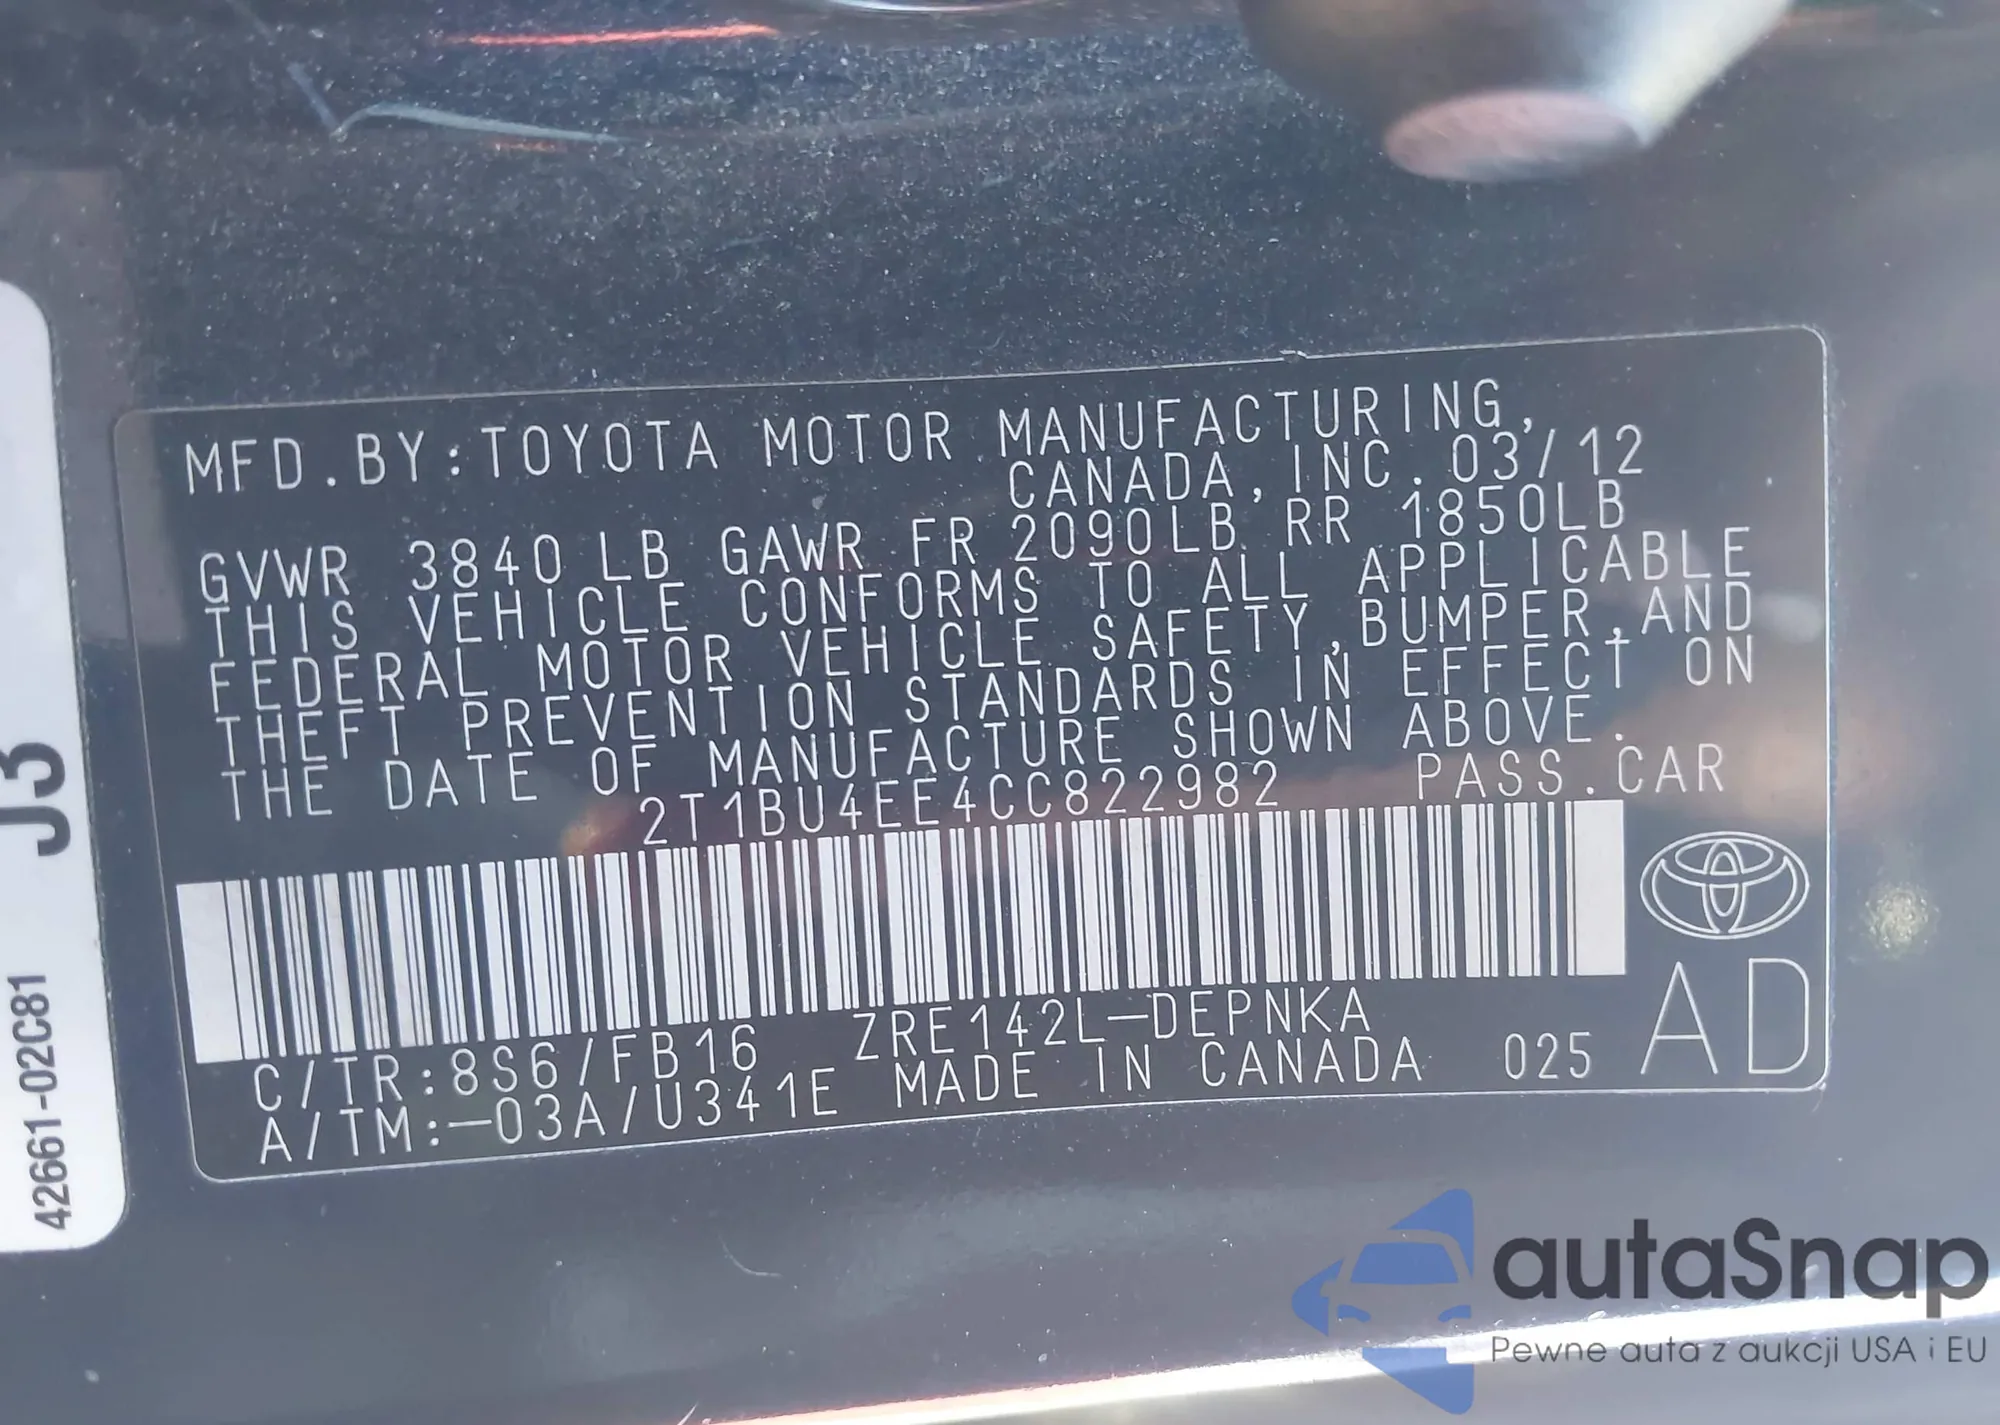 MFD.BY:TOYOTA MOTOR MANUFACTURING,
CANADA,INC.03/12
GVWR 3840 LB GAWR FR 2090LB RR 1850LB
THIS VEHICLE CONFORMS TO ALL APPLICABLE
FEDERAL MOTOR VEHICLE SAFETY,BUMPER,AND
THEFT PREVENTION STANDARDS IN EFFECT ON
THE DATE OF MANUFACTURE SHOWN ABOVE.
2T1BU4EE4CC822982 PASS.CAR
C/TR:8S6/FB16 ZRE142L-DEPNKA
A/TM:-03A/U341E MADE IN CANADA 025 AD
J3
42661-02C81
autaSnap
Pewne auta z aukcji USA i EU